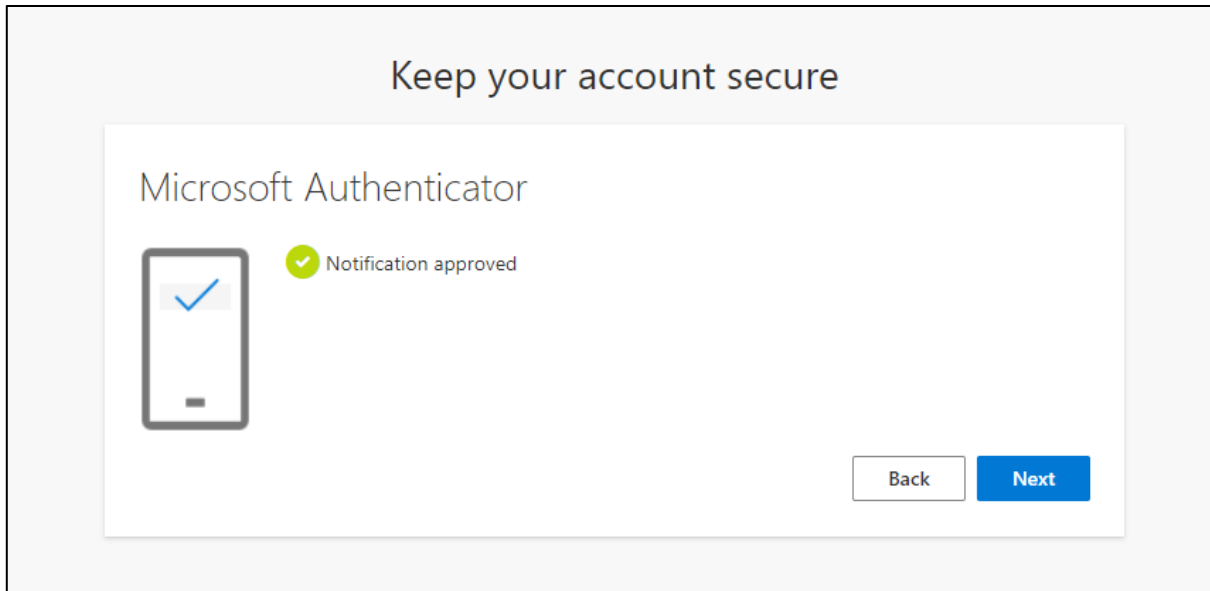 Keep your account secure
Microsoft Authenticator
Notification approved
Back
Next